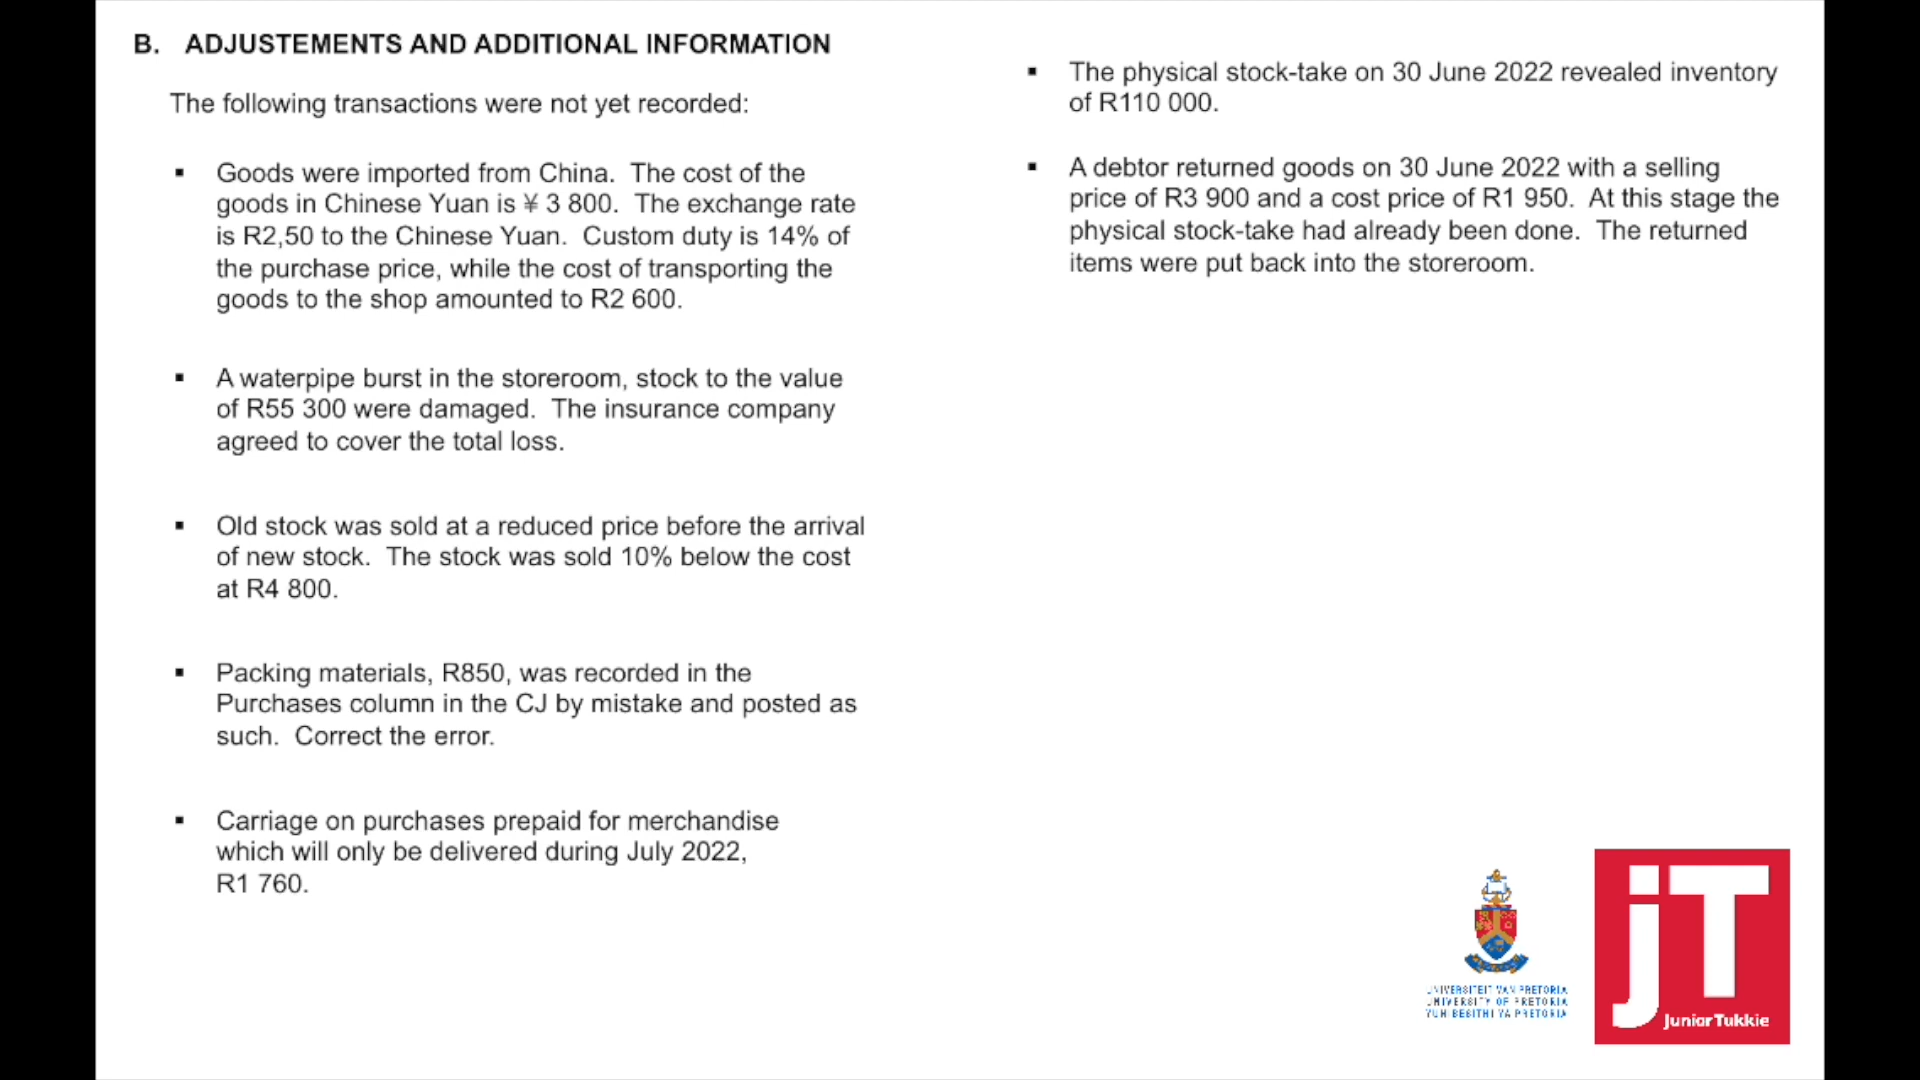 B. ADJUSTEMENTS AND ADDITIONAL INFORMATION
The following transactions were not yet recorded:
▪ Goods were imported from China. The cost of the
goods in Chinese Yuan is ¥ 3 800. The exchange rate
is R2,50 to the Chinese Yuan. Custom duty is 14% of
the purchase price, while the cost of transporting the
goods to the shop amounted to R2 600.
▪ A waterpipe burst in the storeroom, stock to the value
of R55 300 were damaged. The insurance company
agreed to cover the total loss.
▪ Old stock was sold at a reduced price before the arrival
of new stock. The stock was sold 10% below the cost
at R4 800.
▪ Packing materials, R850, was recorded in the
Purchases column in the CJ by mistake and posted as
such. Correct the error.
▪ Carriage on purchases prepaid for merchandise
which will only be delivered during July 2022,
R1 760.
▪ The physical stock-take on 30 June 2022 revealed inventory
of R110 000.
▪ A debtor returned goods on 30 June 2022 with a selling
price of R3 900 and a cost price of R1 950. At this stage the
physical stock-take had already been done. The returned
items were put back into the storeroom.
UNIVERSITEIT VAN PRETORIA
UNIVERSITY OF PRETORIA
YUNIBESITHI YA PRETORIA
jT
JuniorTukkie